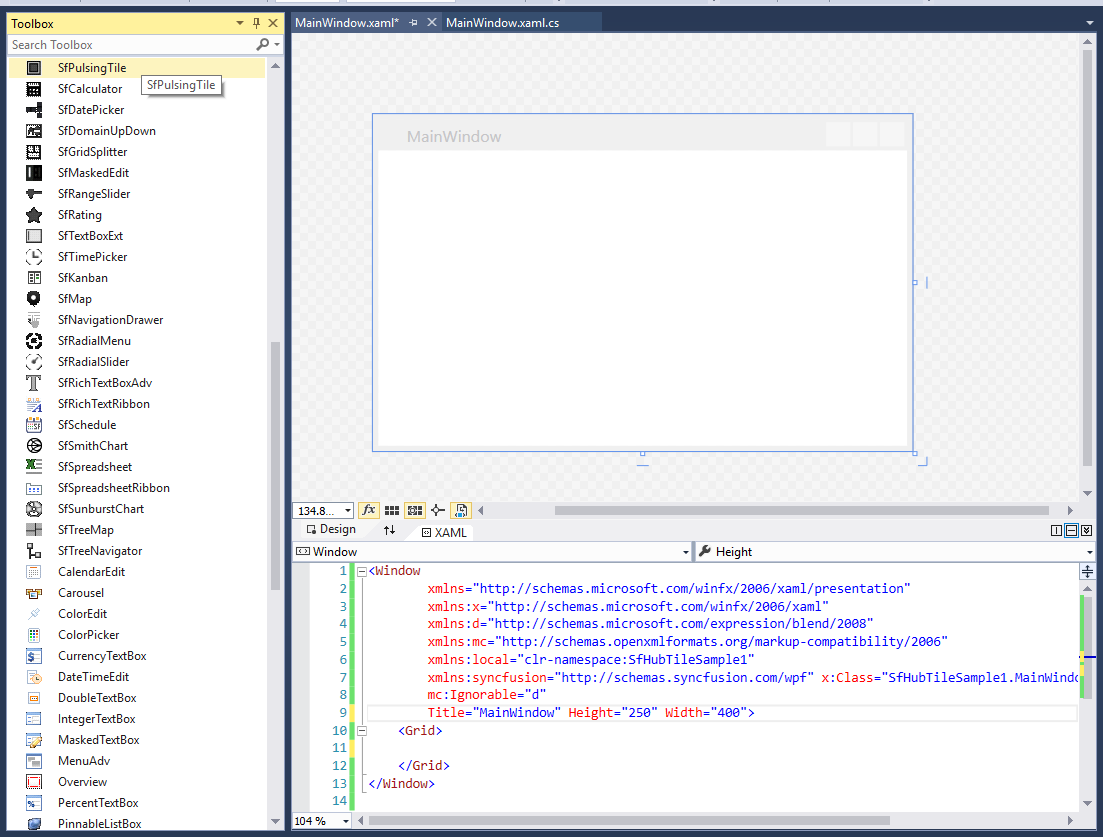 Toolbox
Search Toolbox
SfPulsingTile
SfPulsingTile
SfCalculator
SfDatePicker
SfDomainUpDown
SfGridSplitter
SfMaskedEdit
SfRangeSlider
SfRating
SfTextBoxExt
SfTimePicker
SfKanban
SfMap
SfNavigationDrawer
SfRadialMenu
SfRadialSlider
SfRichTextBoxAdv
SfRichTextRibbon
SfSchedule
SfSmithChart
SfSpreadsheet
SfSpreadsheetRibbon
SfSunburstChart
SfTreeMap
SfTreeNavigator
CalendarEdit
Carousel
ColorEdit
ColorPicker
CurrencyTextBox
DateTimeEdit
DoubleTextBox
IntegerTextBox
MaskedTextBox
MenuAdv
Overview
PercentTextBox
PinnableListBox
MainWindow.xaml* MainWindow.xaml.cs
MainWindow
134.8... fx
Design XAML
Window Height
1 <Window
2 xmlns="http://schemas.microsoft.com/winfx/2006/xaml/presentation"
3 xmlns:x="http://schemas.microsoft.com/winfx/2006/xaml"
4 xmlns:d="http://schemas.microsoft.com/expression/blend/2008"
5 xmlns:mc="http://schemas.openxmlformats.org/markup-compatibility/2006"
6 xmlns:local="clr-namespace:SfHubTileSample1"
7 xmlns:syncfusion="http://schemas.syncfusion.com/wpf" x:Class="SfHubTileSample1.MainWindo
8 mc:Ignorable="d"
9 Title="MainWindow" Height="250" Width="400">
10 <Grid>
11
12 </Grid>
13 </Window>
14
104 %